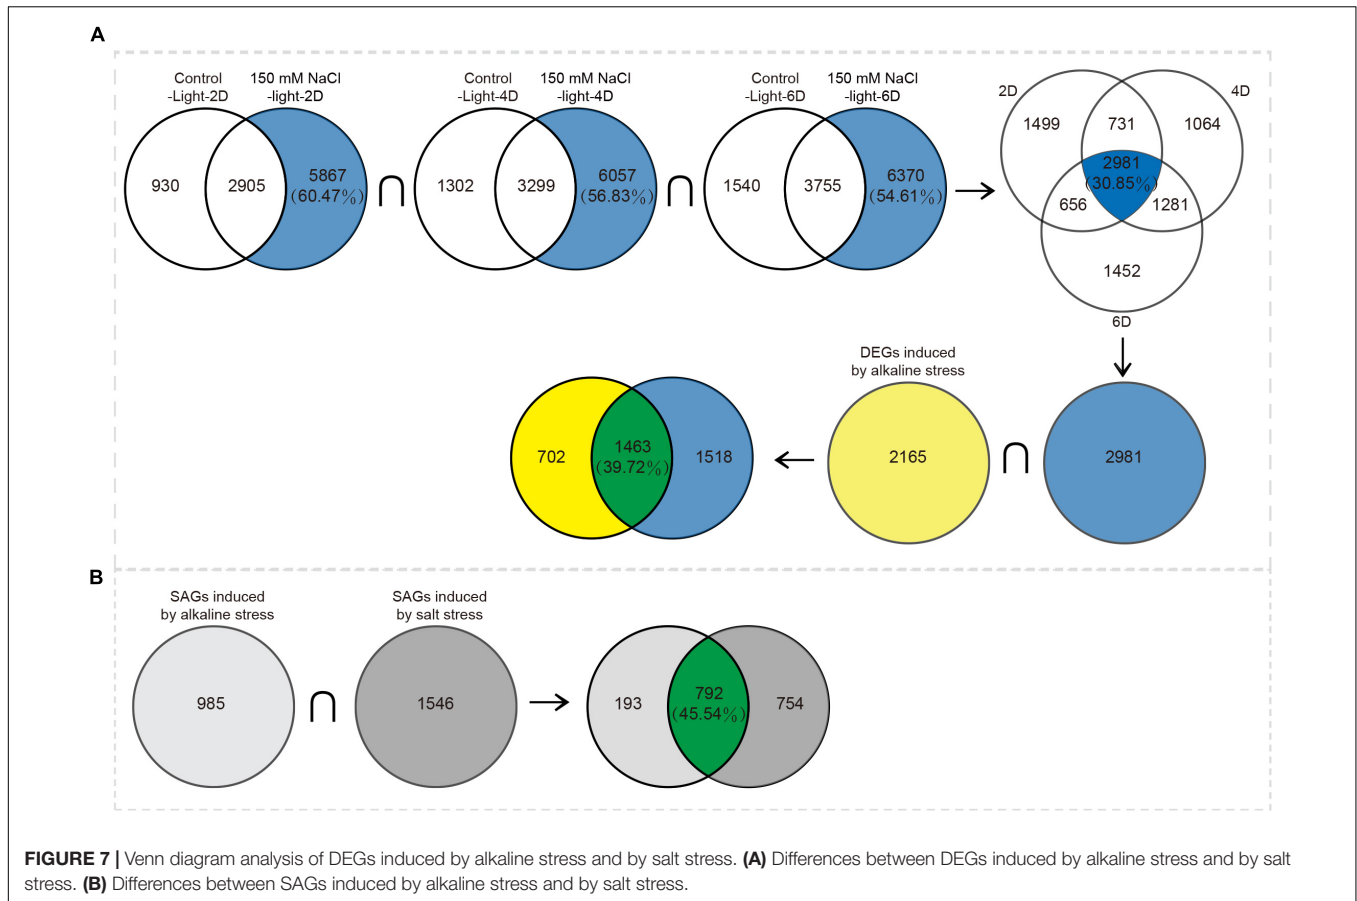 A
Control
-Light-2D
150 mM NaCl
-light-2D
Control
-Light-4D
150 mM NaCl
-light-4D
Control
-Light-6D
150 mM NaCl
-light-6D
930
2905
5867
(60.47%)
⋂
1302
3299
6057
(56.83%)
⋂
1540
3755
6370
(54.61%)
2D
4D
1499
731
1064
2981
(30.85%)
656
1281
1452
6D
DEGs induced
by alkaline stress
702
1463
(39.72%)
1518
2165
⋂
2981
B
SAGs induced
by alkaline stress
SAGs induced
by salt stress
985
⋂
1546
193
792
(45.54%)
754
FIGURE 7 | Venn diagram analysis of DEGs induced by alkaline stress and by salt stress. (A) Differences between DEGs induced by alkaline stress and by salt
stress. (B) Differences between SAGs induced by alkaline stress and by salt stress.